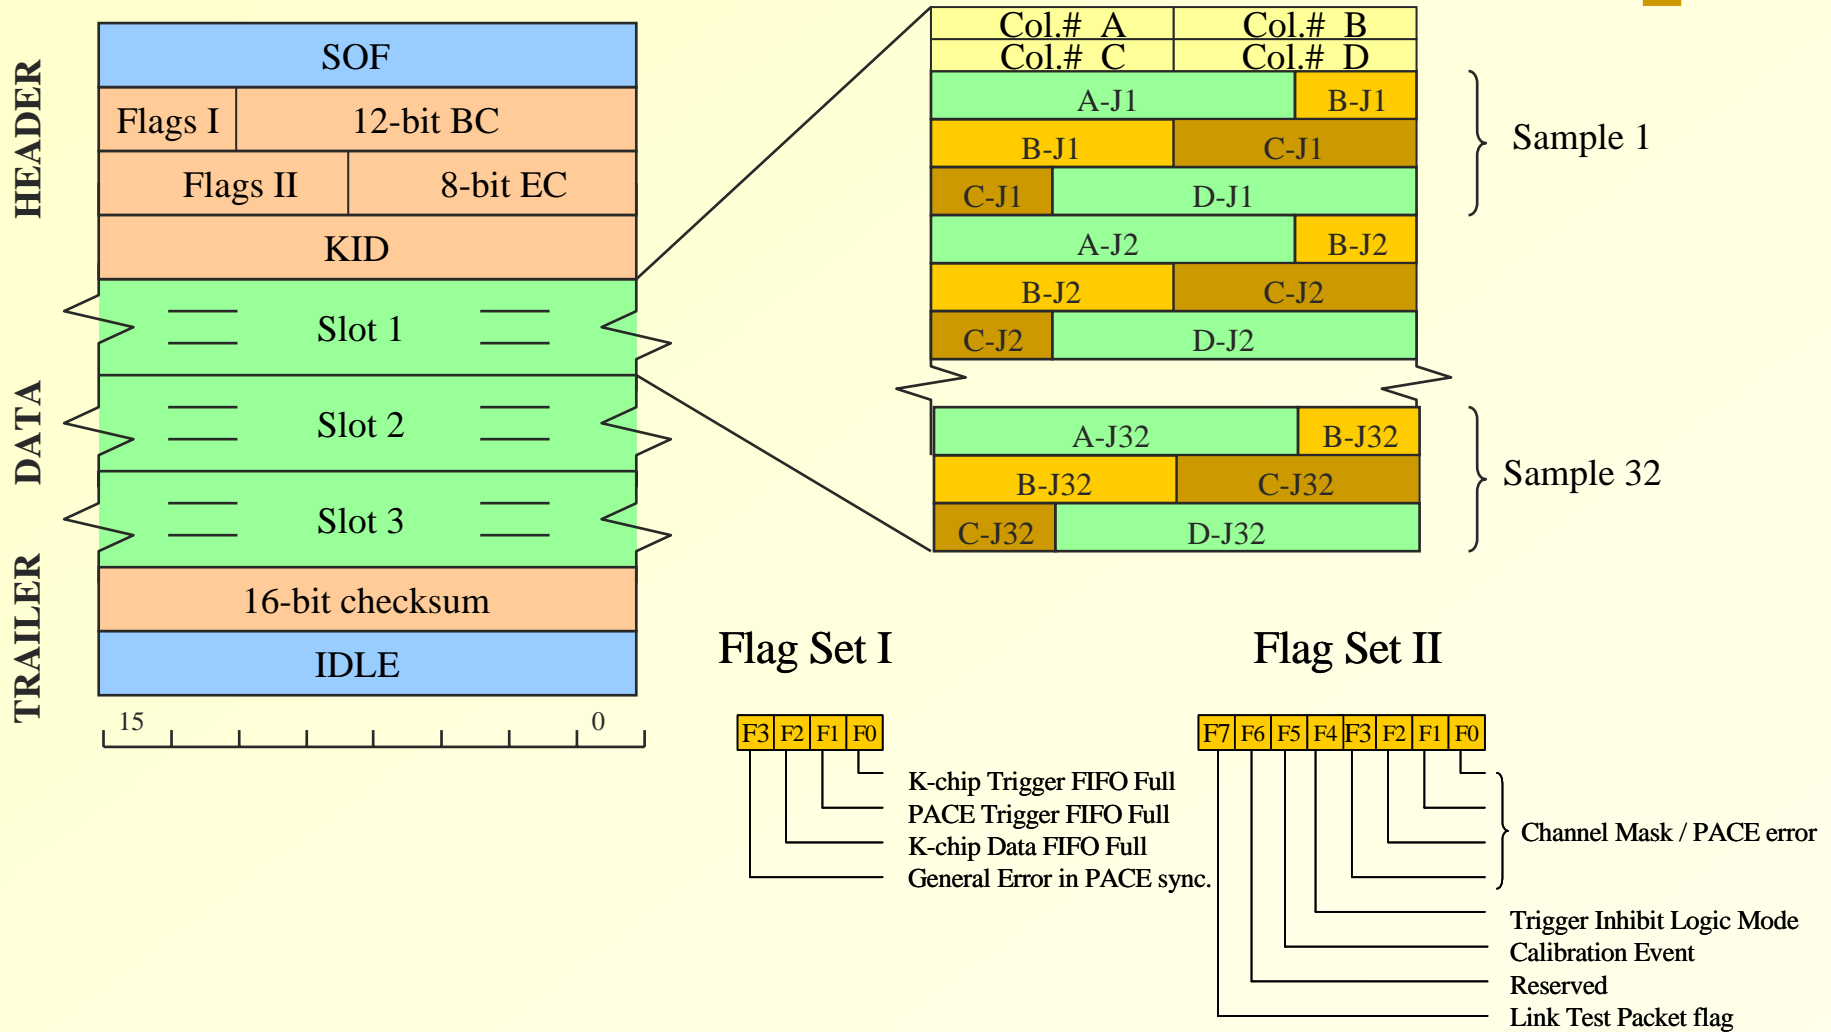 HEADER
DATA
TRAILER
SOF
Flags I 12-bit BC
Flags II 8-bit EC
KID
Slot 1
Slot 2
Slot 3
16-bit checksum
IDLE
15 0
Col.# A Col.# B
Col.# C Col.# D
A-J1 B-J1
B-J1 C-J1
C-J1 D-J1
A-J2 B-J2
B-J2 C-J2
C-J2 D-J2
A-J32 B-J32
B-J32 C-J32
C-J32 D-J32
Sample 1
Sample 32
Flag Set I
F3 F2 F1 F0
K-chip Trigger FIFO Full
PACE Trigger FIFO Full
K-chip Data FIFO Full
General Error in PACE sync.
Flag Set II
F7 F6 F5 F4 F3 F2 F1 F0
Channel Mask / PACE error
Trigger Inhibit Logic Mode
Calibration Event
Reserved
Link Test Packet flag